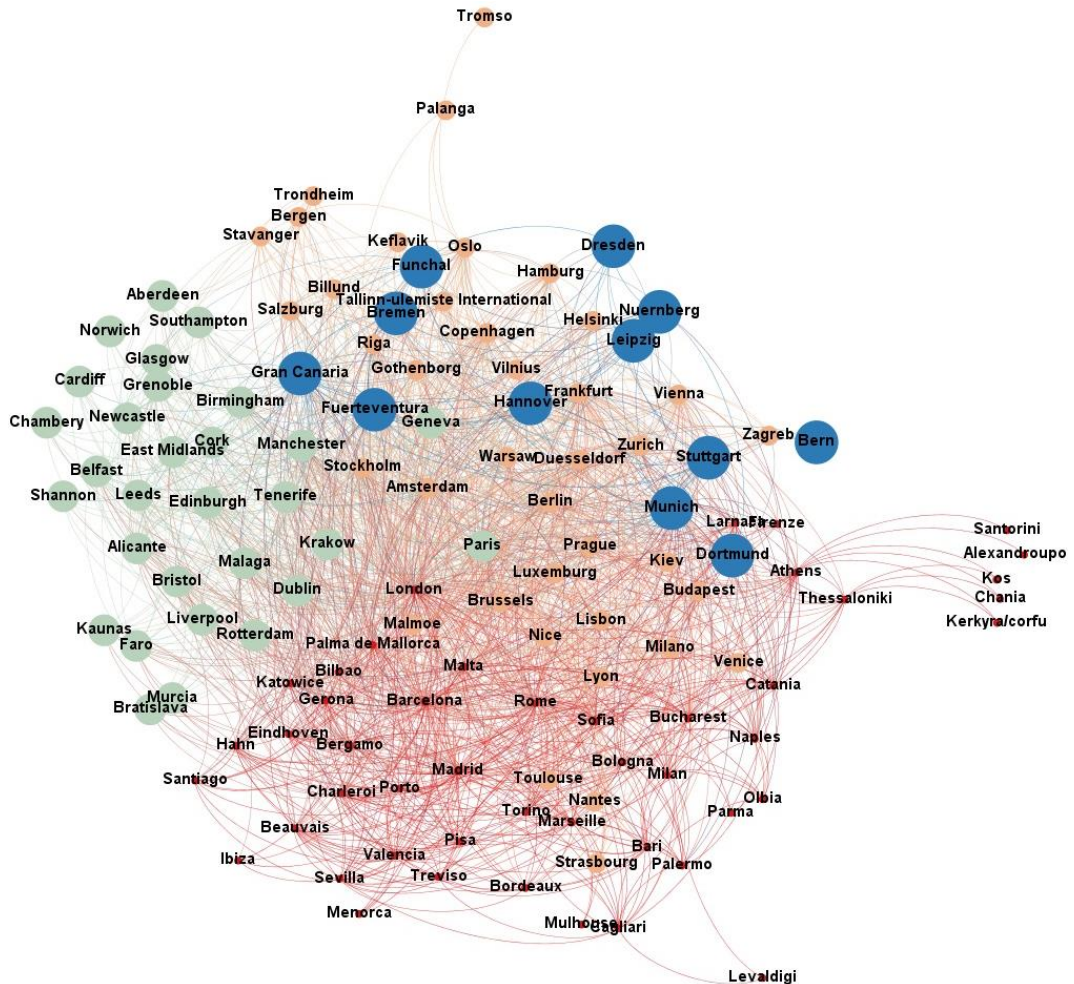 Tromso
Palanga
Trondheim
Bergen
Stavanger
Keflavik
Oslo
Dresden
Funchal
Hamburg
Aberdeen
Billund
Tallinn-ulemiste International
Nuernberg
Salzburg
Bremen
Southampton
Helsinki
Norwich
Copenhagen
Leipzig
Riga
Glasgow
Gothenborg
Vilnius
Gran Canaria
Cardiff
Grenoble
Frankfurt
Vienna
Birmingham
Hannover
Fuerteventura
Chambery
Newcastle
Geneva
Zagreb
Bern
Cork
Manchester
East Midlands
Zurich
Warsaw
Duesseldorf
Stuttgart
Stockholm
Belfast
Amsterdam
Shannon
Leeds
Edinburgh
Tenerife
Berlin
Munich
Larnaca
Firenze
Santorini
Krakow
Paris
Prague
Alicante
Dortmund
Alexandroupo
Malaga
Kiev
Athens
Luxemburg
Kos
Bristol
Dublin
London
Budapest
Chania
Brussels
Thessaloniki
Liverpool
Lisbon
Kerkyra/corfu
Malmoe
Kaunas
Rotterdam
Faro
Palma de Mallorca
Nice
Milano
Venice
Malta
Bilbao
Lyon
Katowice
Catania
Murcia
Gerona
Barcelona
Rome
Bratislava
Sofia
Bucharest
Eindhoven
Naples
Hahn
Bergamo
Bologna
Madrid
Milan
Santiago
Toulouse
Porto
Charleroi
Olbia
Nantes
Torino
Parma
Marseille
Beauvais
Pisa
Bari
Valencia
Ibiza
Strasbourg
Palermo
Treviso
Sevilla
Bordeaux
Menorca
Mulhouse
Cagliari
Levaldigi